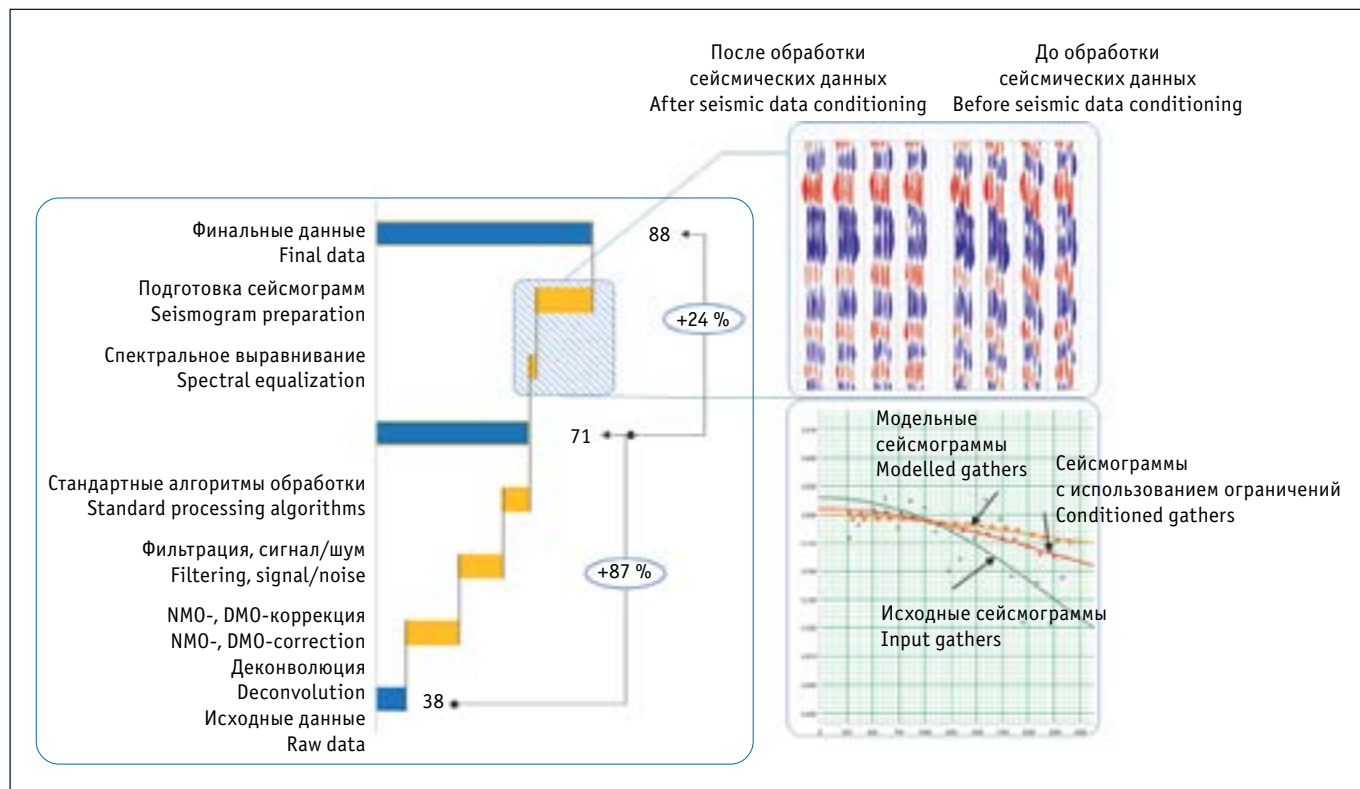 После обработки
сейсмических данных
After seismic data conditioning
До обработки
сейсмических данных
Before seismic data conditioning
Финальные данные
Final data
88
Подготовка сейсмограмм
Seismogram preparation
+24 %
Спектральное выравнивание
Spectral equalization
71
Стандартные алгоритмы обработки
Standard processing algorithms
Фильтрация, сигнал/шум
Filtering, signal/noise
+87 %
NMO-, DMO-коррекция
NMO-, DMO-correction
Деконволюция
Deconvolution
38
Исходные данные
Raw data
Модельные
сейсмограммы
Modelled gathers
Сейсмограммы
с использованием ограничений
Conditioned gathers
Исходные сейсмограммы
Input gathers